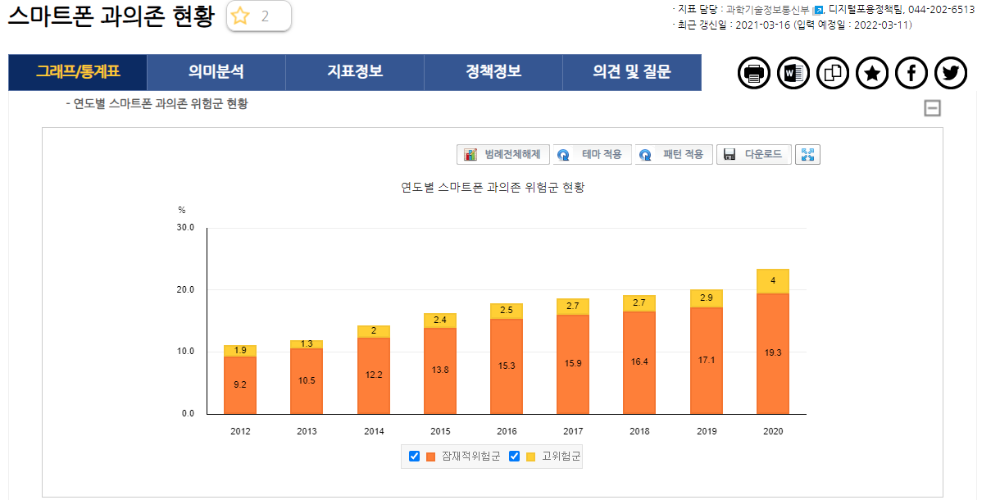 스마트폰 과의존 현황
2
· 지표 담당 : 과학기술정보통신부, 디지털포용정책팀, 044-202-6513
· 최근 갱신일 : 2021-03-16 (입력 예정일 : 2022-03-11)
그래프/통계표 의미분석 지표정보 정책정보 의견 및 질문
- 연도별 스마트폰 과의존 위험군 현황
범례전체해제 테마 적용 패턴 적용 다운로드
연도별 스마트폰 과의존 위험군 현황
%
30.0
20.0
10.0
0.0
1.9 1.3 2 2.4 2.5 2.7 2.7 2.9 4
9.2 10.5 12.2 13.8 15.3 15.9 16.4 17.1 19.3
2012 2013 2014 2015 2016 2017 2018 2019 2020
잠재적위험군 고위험군